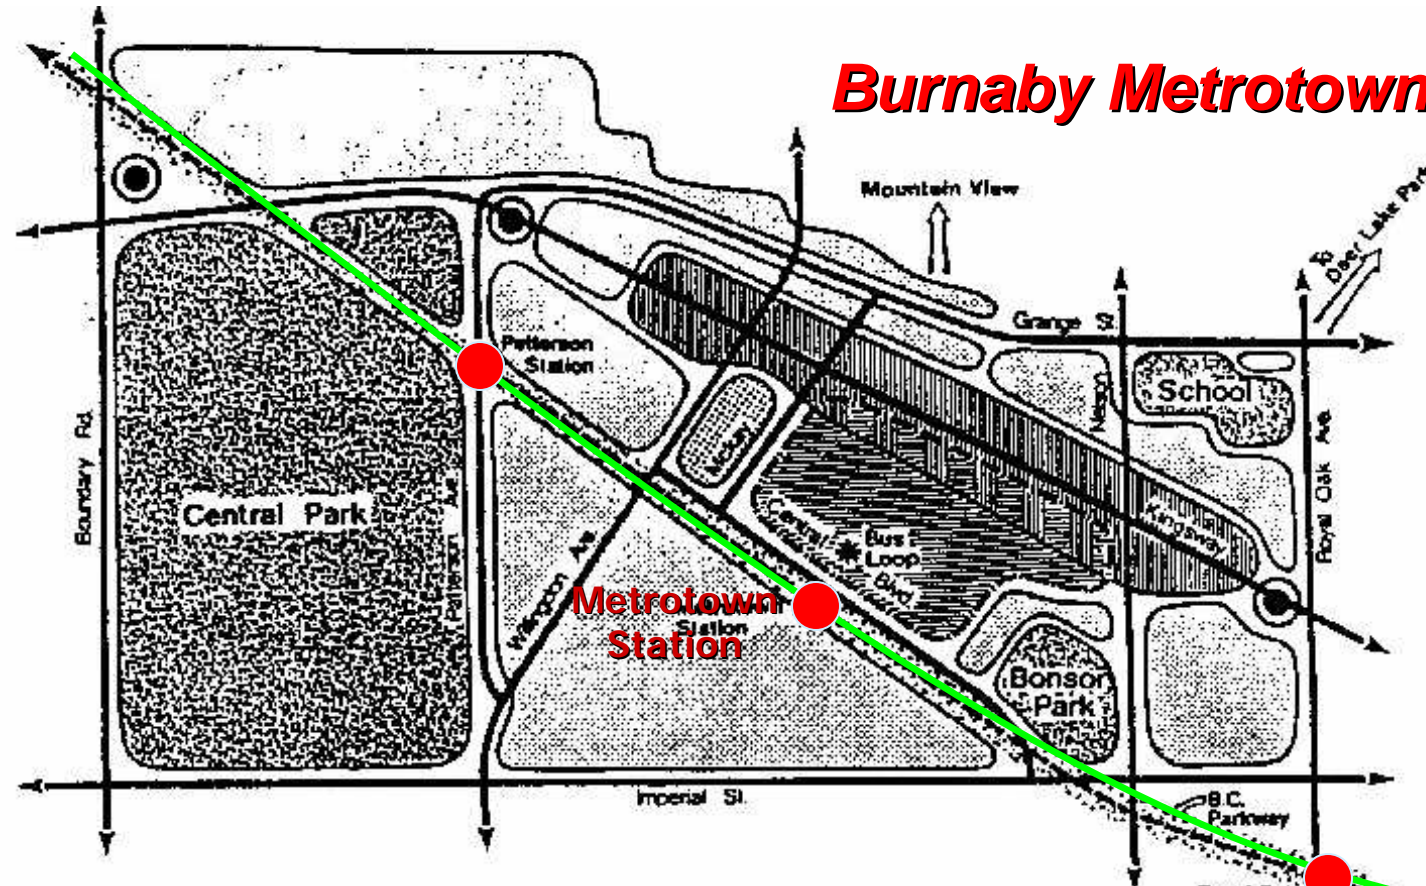 Burnaby Metrotown
Mountain View
To
Deer Lake Park
Grange St.
Patterson
Station
School
Boundary Rd.
Central Park
Patterson Ave.
McKay
Kingsway
Royal Oak Ave.
Central
Blvd
Bus
Loop
Willingdon Ave.
Metrotown
Station
Station
Bonsor
Park
Imperial St.
B.C.
Parkway